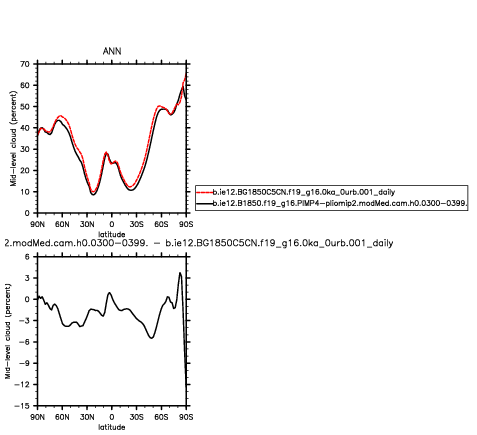 ANN
70
60
50
40
30
20
10
0
Mid-level cloud (percent)
90N 60N 30N 0 30S 60S 90S
latitude
b.ie12.BG1850C5CN.f19_g16.0ka_0urb.001_daily
b.ie12.B1850.f19_g16.PlMP4-pliomip2.modMed.cam.h0.0300-0399.
2.modMed.cam.h0.0300-0399. - b.ie12.BG1850C5CN.f19_g16.0ka_0urb.001_daily
6
3
0
-3
-6
-9
-12
-15
Mid-level cloud (percent)
90N 60N 30N 0 30S 60S 90S
latitude